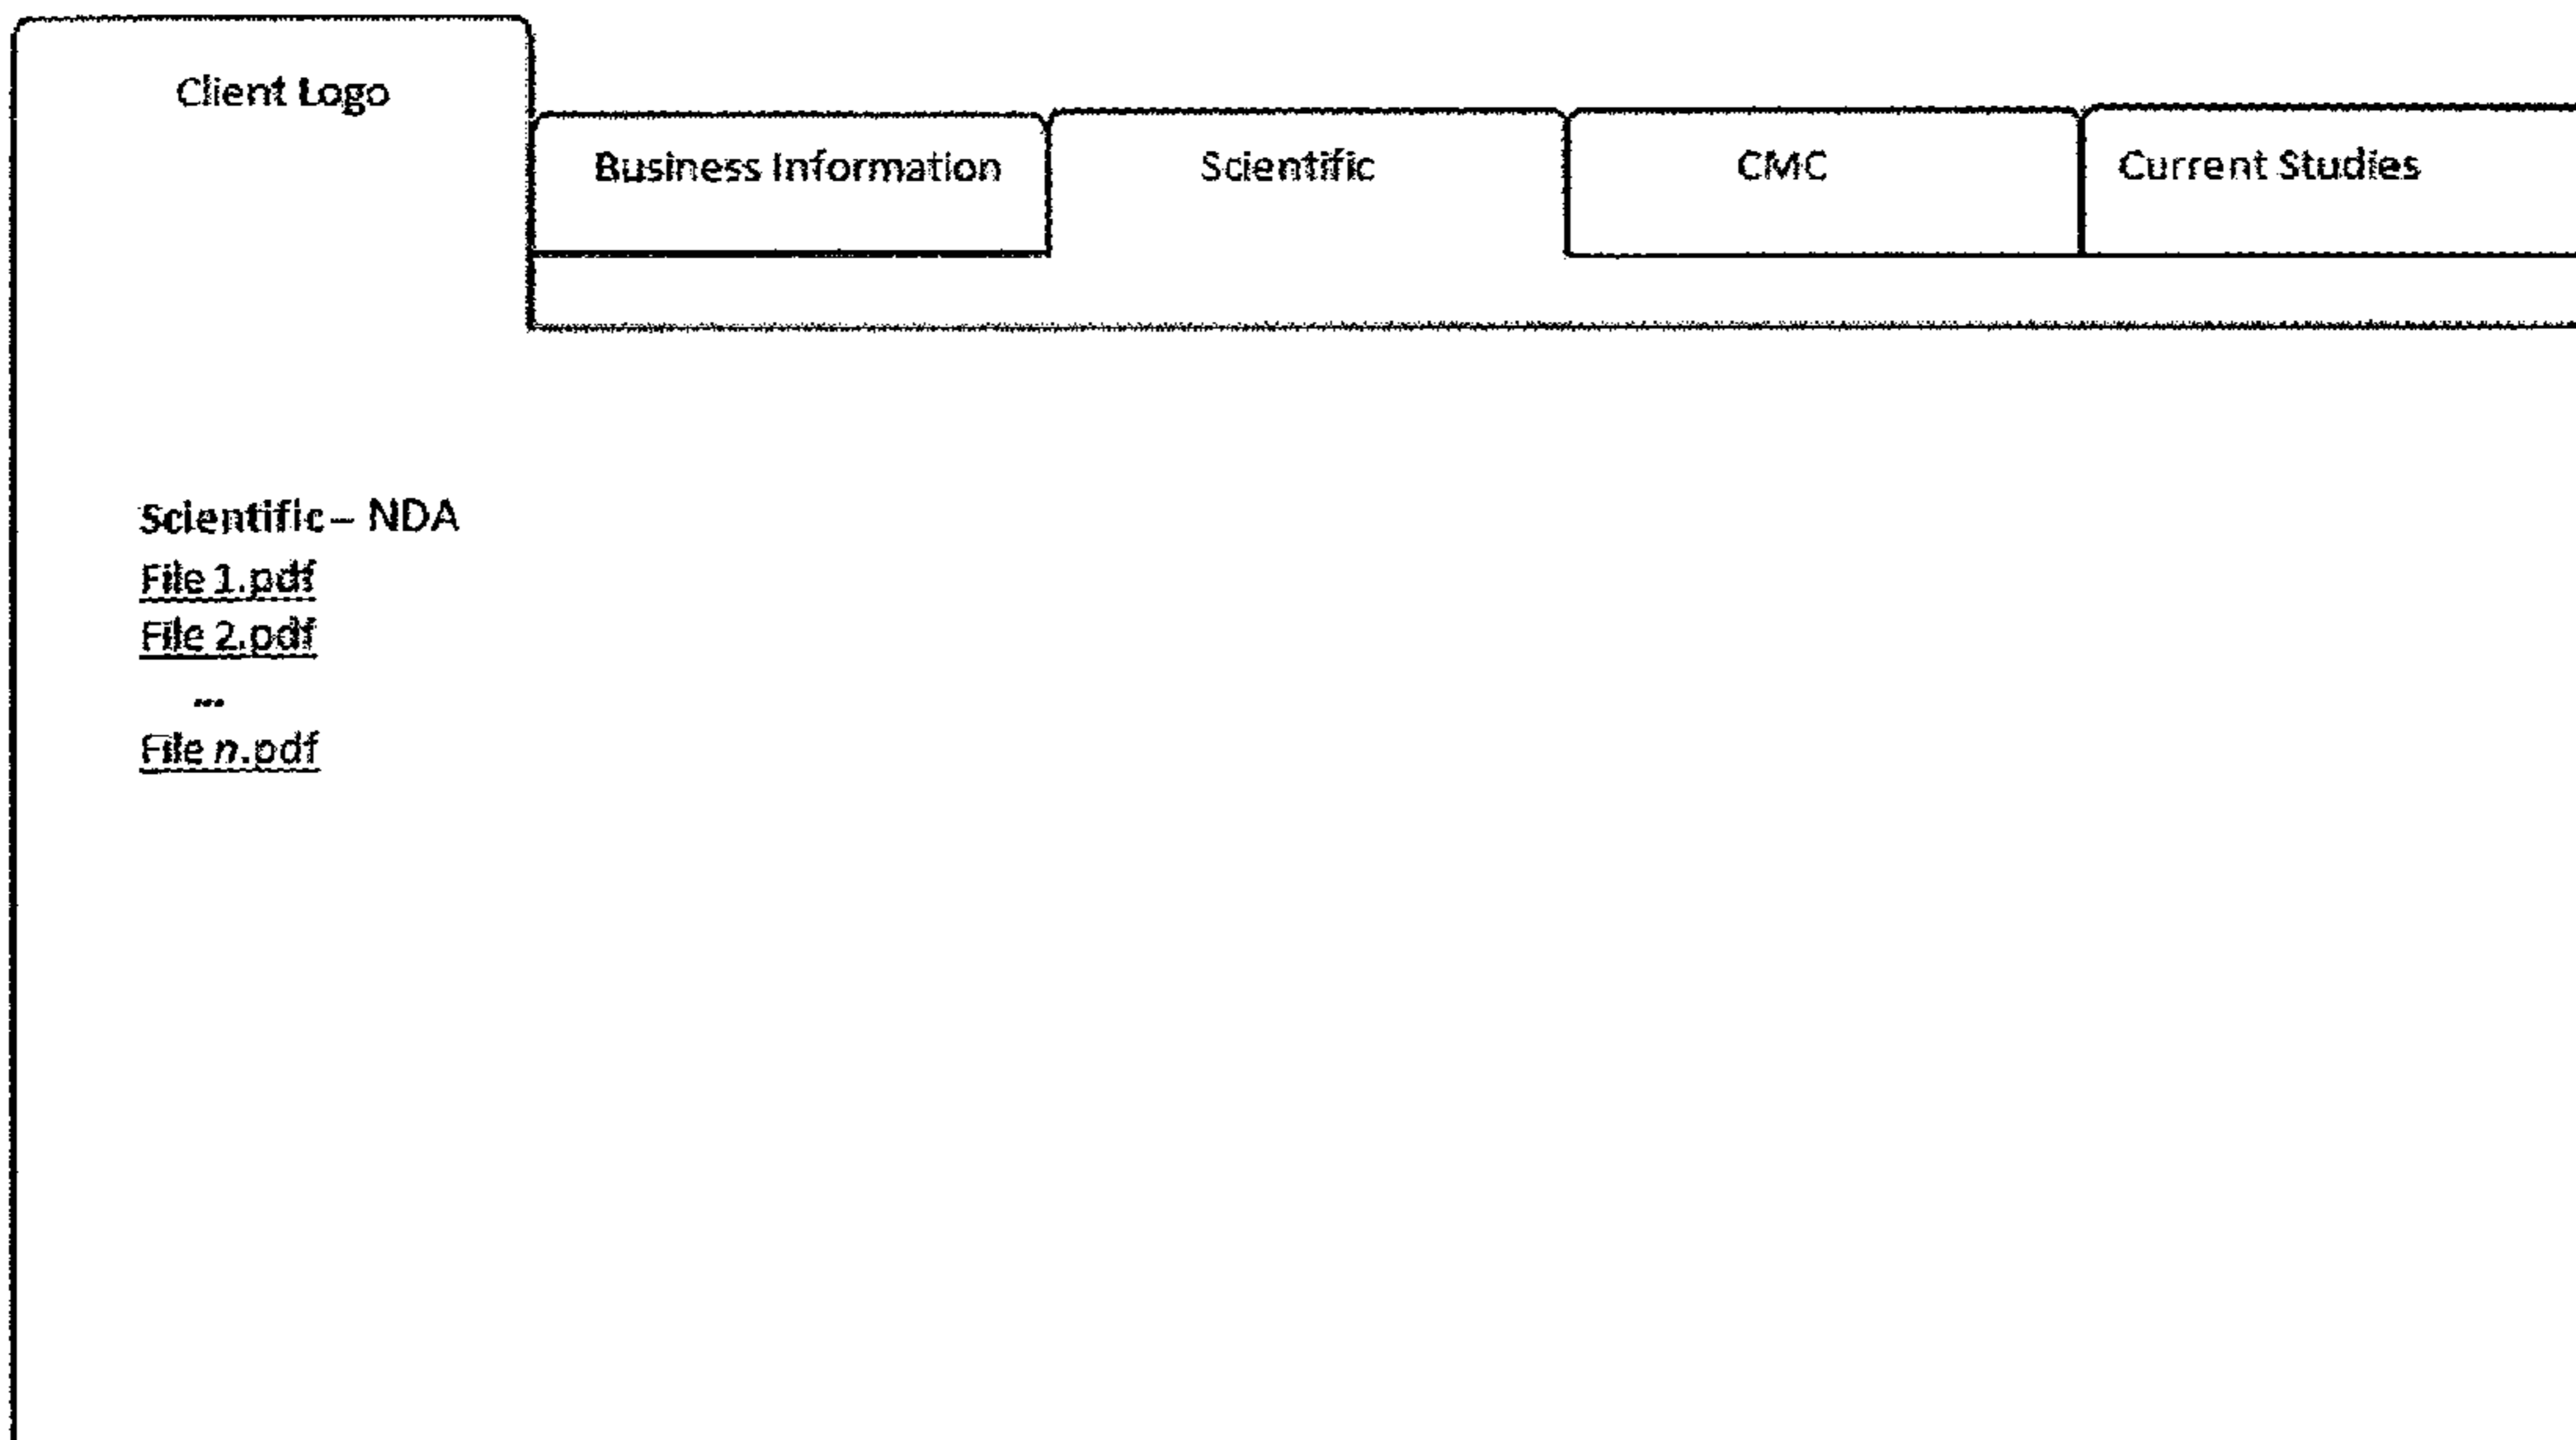 Client Logo
Business Information
Scientific
CMC
Current Studies
Scientific – NDA
File 1.pdf
File 2.pdf
...
File n.pdf